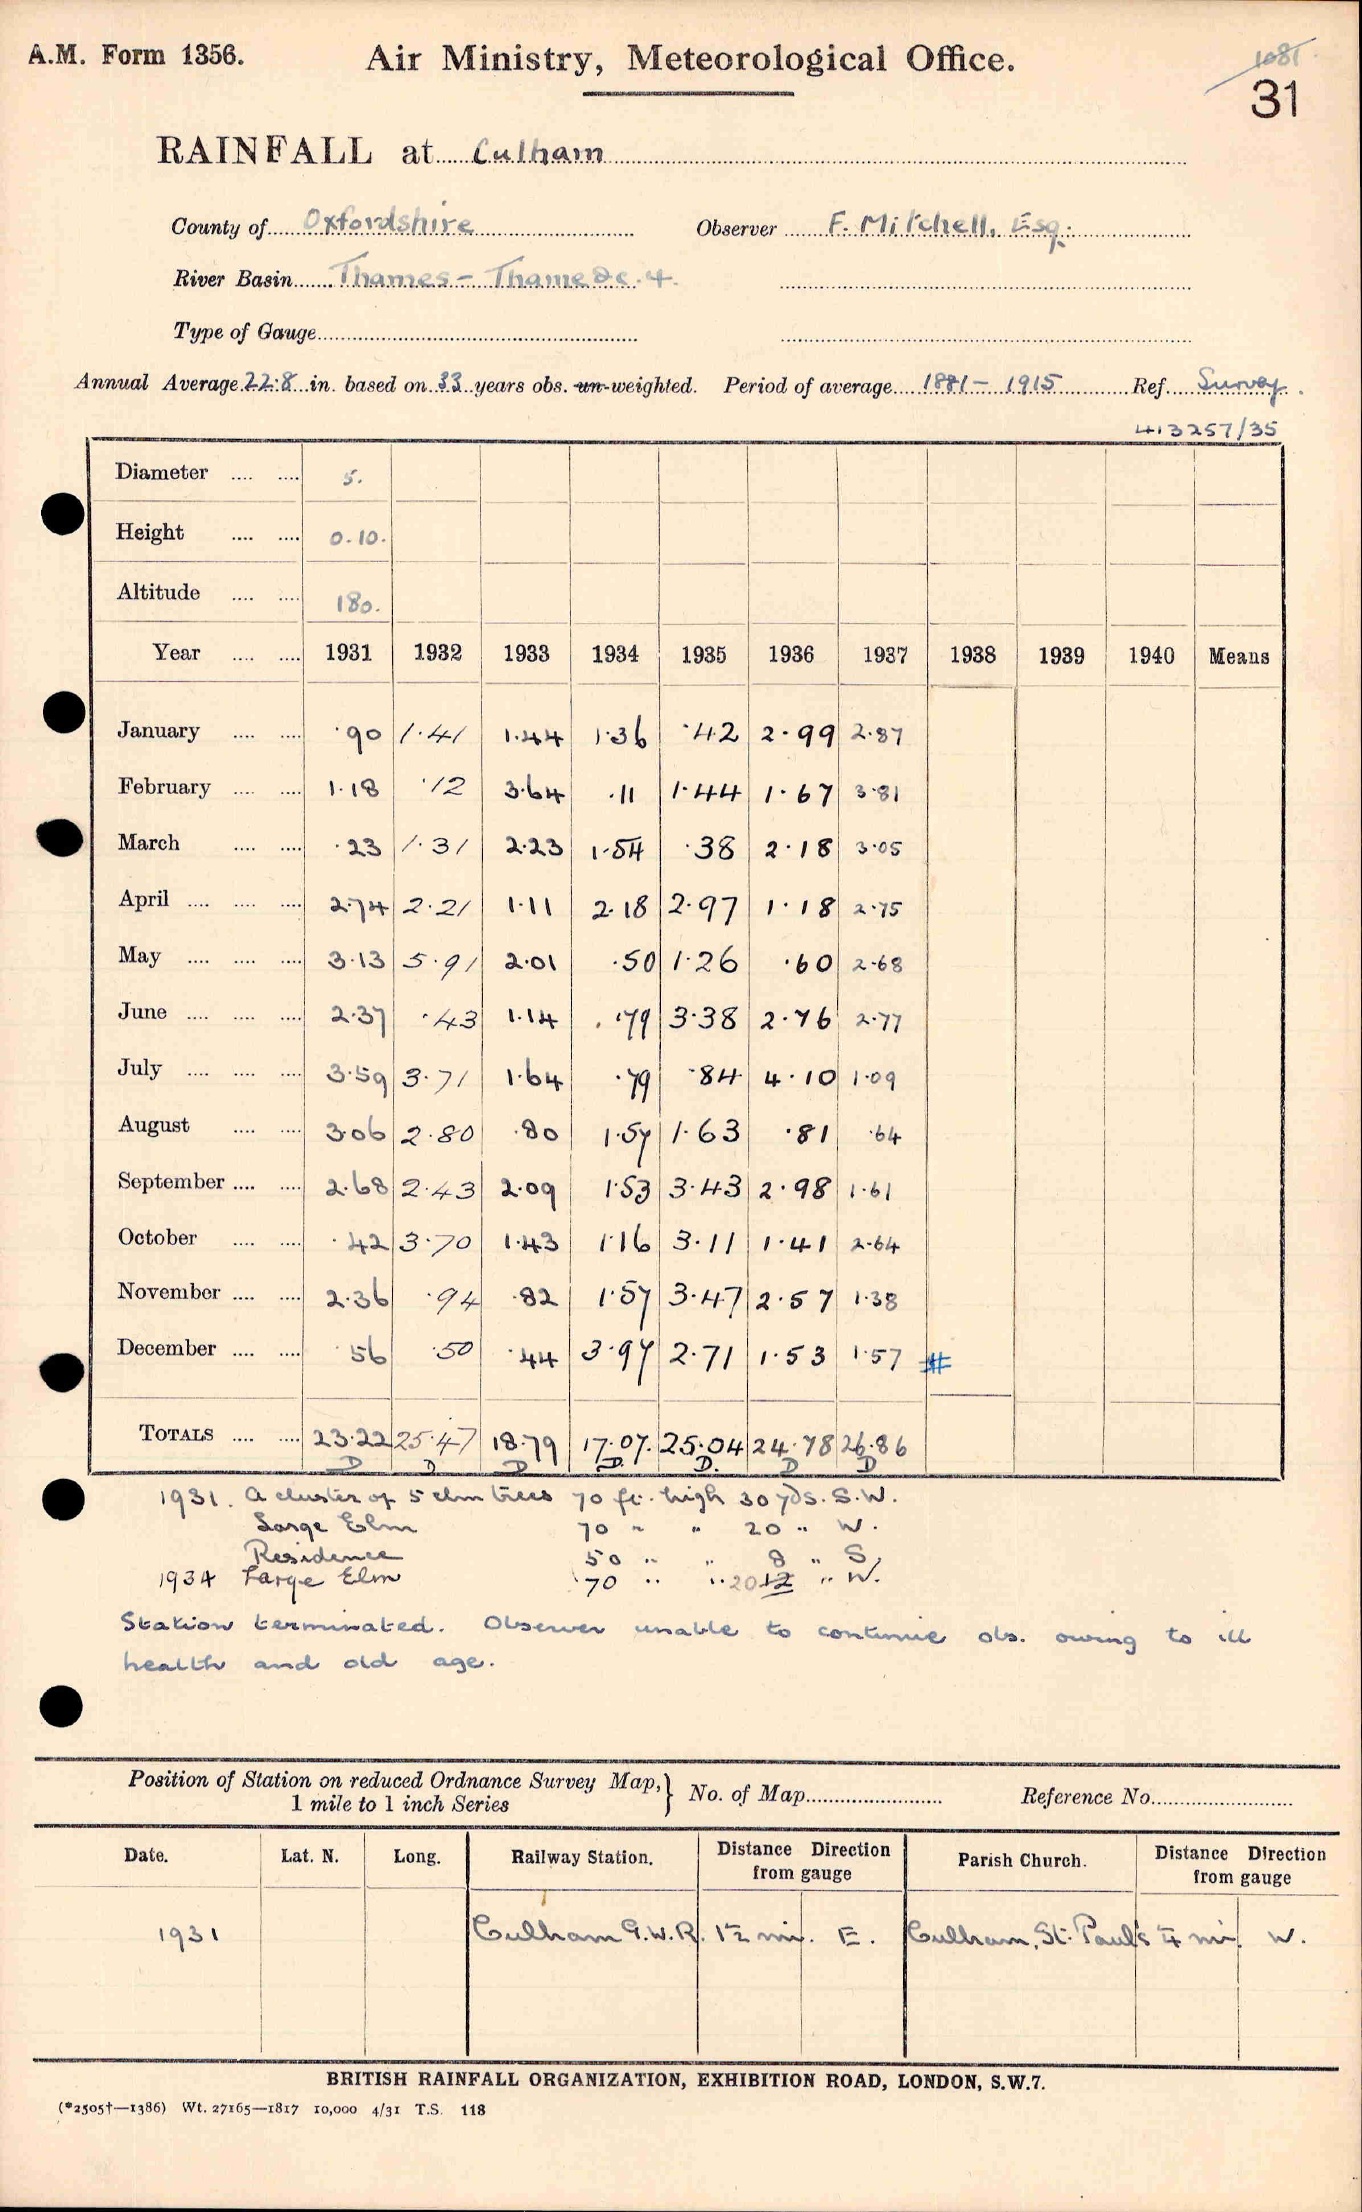 A.M. Form 1356.
Air Ministry, Meteorological Office.
1081
31
RAINFALL at Culham
County of Oxfordshire Observer F. Mitchell, Esq.
River Basin Thames - Thame &c. 4.
Type of Gauge
Annual Average 22.8 in. based on 33 years obs. un-weighted. Period of average 1881 - 1915 Ref. Survey.
413257/35
Diameter .... .... 5.
Height .... .... 0.10.
Altitude .... .... 180.
Year .... .... 1931 1932 1933 1934 1935 1936 1937 1938 1939 1940 Means
January .... .... .90 1.41 1.44 1.36 .42 2.99 2.87
February .... .... 1.18 .12 3.64 .11 1.44 1.67 3.81
March .... .... .23 1.31 2.23 1.54 .38 2.18 3.05
April .... .... .... 2.74 2.21 1.11 2.18 2.97 1.18 2.75
May .... .... .... 3.13 5.91 2.01 .50 1.26 .60 2.68
June .... .... .... 2.37 .43 1.14 .79 3.38 2.76 2.77
July .... .... .... 3.59 3.71 1.64 .79 .84 4.10 1.09
August .... .... 3.06 2.80 .80 1.57 1.63 .81 .64
September .... .... 2.68 2.43 2.09 1.53 3.43 2.98 1.61
October .... .... .42 3.70 1.43 1.16 3.11 1.41 2.64
November .... .... 2.36 .94 .82 1.57 3.47 2.57 1.38
December .... .... .56 .50 .44 3.97 2.71 1.53 1.57 #
TOTALS .... .... 23.22 25.47 18.79 17.07. 25.04 24.78 26.86
D D D D. D. D D
1931. A cluster of 5 elm trees 70 ft. high 30 yds. S.W.
Large Elm 70 " " 20 " W.
Residence 50 " " 8 " S.
1934 Large Elm 70 " " 20 12 " W.
Station terminated. Observer unable to continue obs. owing to ill
health and old age.
Position of Station on reduced Ordnance Survey Map, } No. of Map Reference No.
1 mile to 1 inch Series
Date. Lat. N. Long. Railway Station. Distance Direction from gauge Parish Church. Distance Direction from gauge
1931 Culham G.W.R. 1½ mi. E. Culham, St. Paul's ¼ mi. W.
BRITISH RAINFALL ORGANIZATION, EXHIBITION ROAD, LONDON, S.W.7.
(*2505†—1386) Wt. 27165—1817 10,000 4/31 T.S. 118